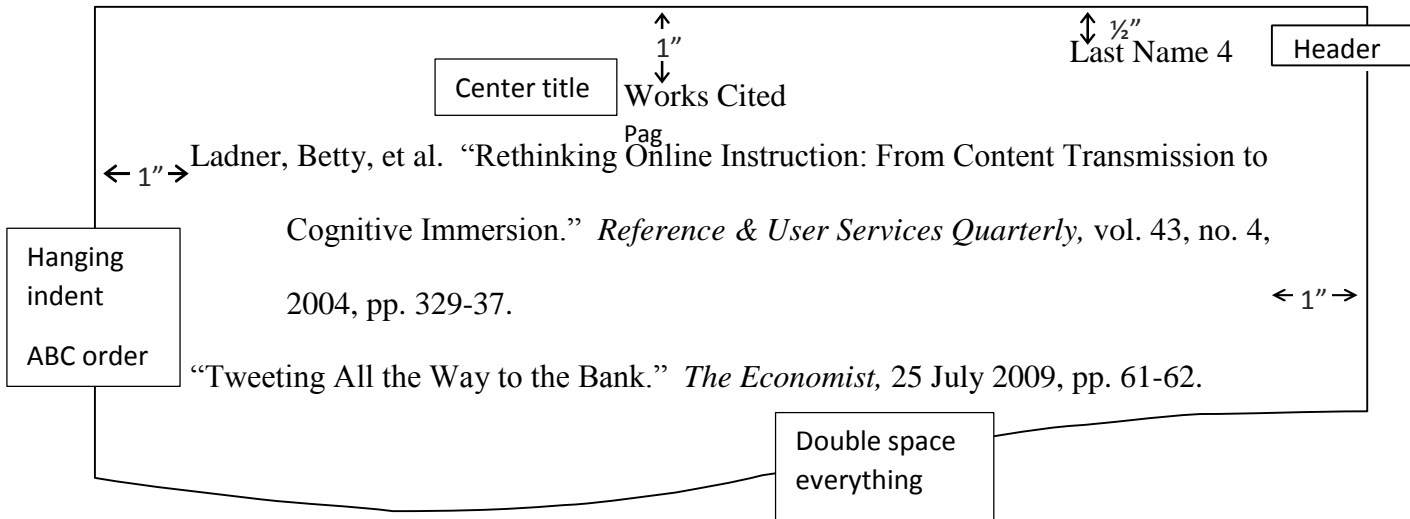 ½”
1”
Last Name 4
Header
Center title
Works Cited
Pag
Ladner, Betty, et al.  “Rethinking Online Instruction: From Content Transmission to
1”
Cognitive Immersion.”  Reference & User Services Quarterly, vol. 43, no. 4,
Hanging
indent
2004, pp. 329-37.
1”
ABC order
“Tweeting All the Way to the Bank.”  The Economist, 25 July 2009, pp. 61-62.
Double space
everything